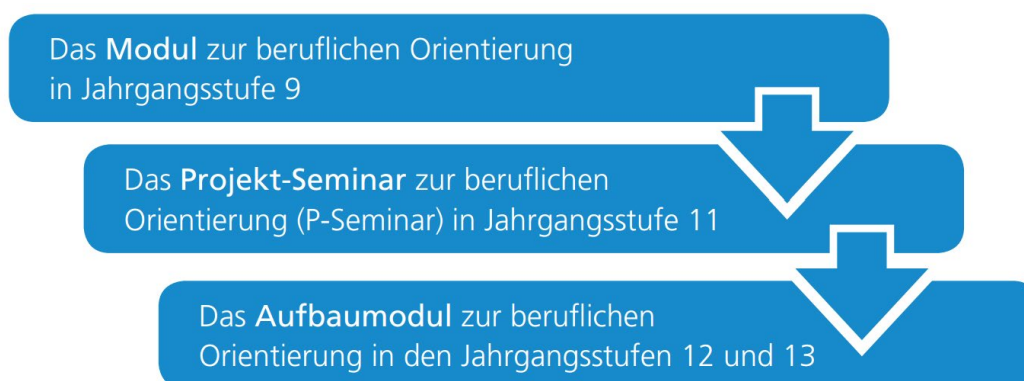 Das Modul zur beruflichen Orientierung
in Jahrgangsstufe 9
Das Projekt-Seminar zur beruflichen
Orientierung (P-Seminar) in Jahrgangsstufe 11
Das Aufbaumodul zur beruflichen
Orientierung in den Jahrgangsstufen 12 und 13